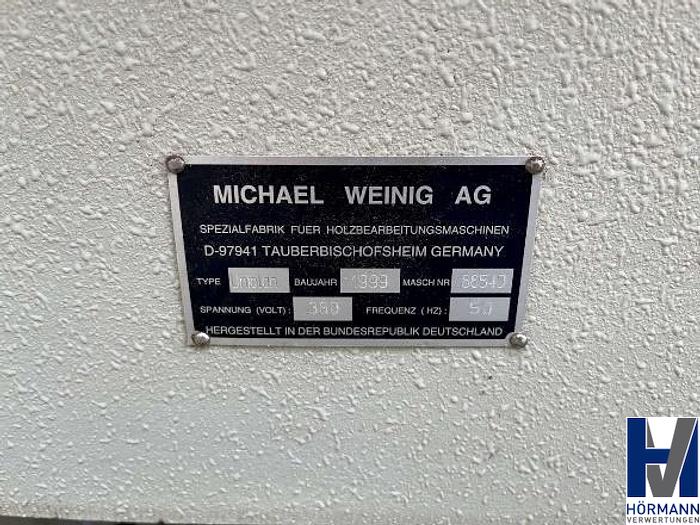 MICHAEL WEINIG AG
SPEZIALFABRIK FUER HOLZBEARBEITUNGSMASCHINEN
D-97941 TAUBERBISCHOFSHEIM GERMANY
TYPE BAUJAHR 1999 MASCH NR
SPANNUNG (VOLT): 380 FREQUENZ (HZ): 50
HERGESTELLT IN DER BUNDESREPUBLIK DEUTSCHLAND
HÖRMANN
VERWERTUNGEN